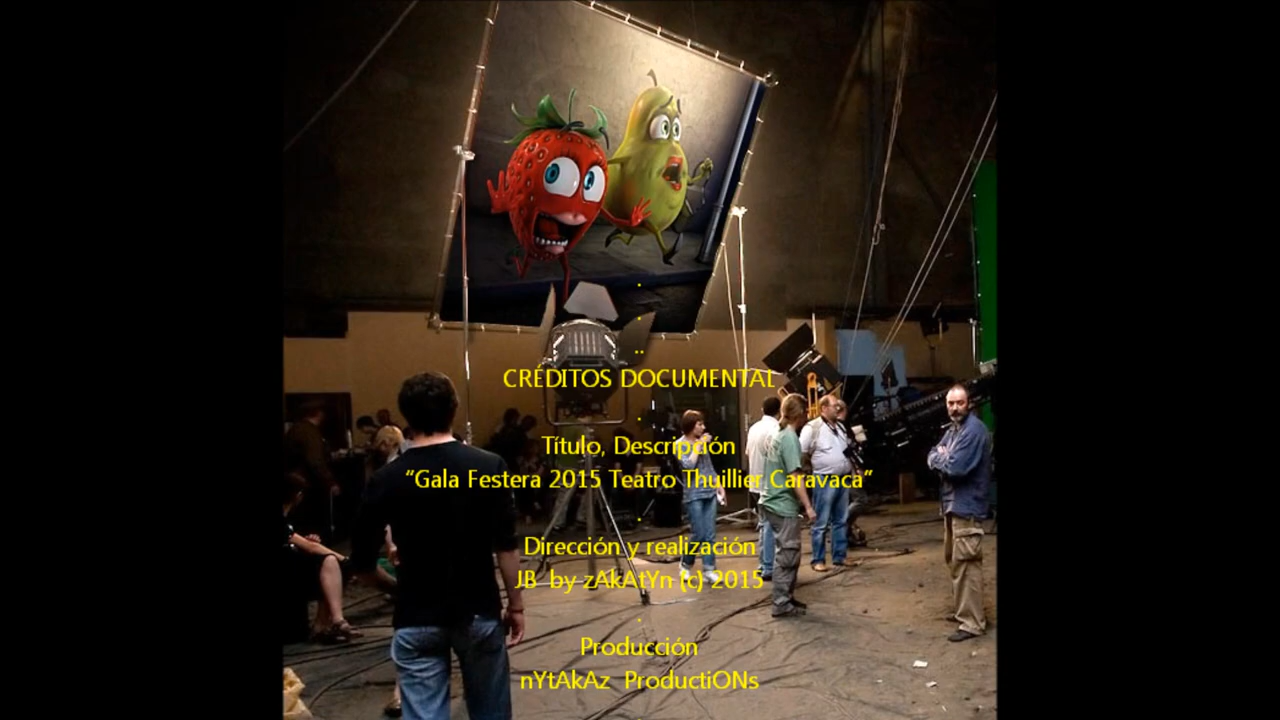 .
.
..
CRÉDITOS DOCUMENTAL
.
Título, Descripción
“Gala Festera 2015 Teatro Thuillier Caravaca”
.
Dirección y realización
JB by zAkAtYn (c) 2015
.
Producción
nYtAkAz ProductiONs